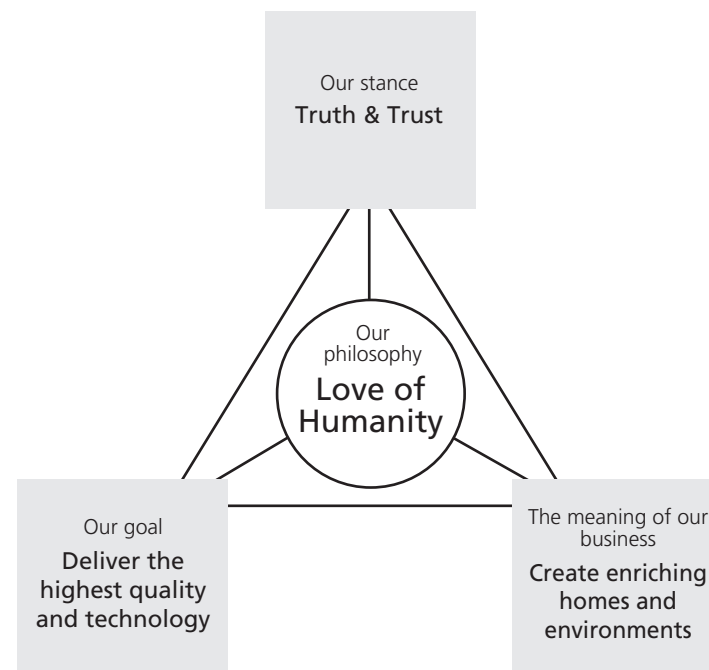 Our stance
Truth & Trust
Our
philosophy
Love of
Humanity
Our goal
Deliver the
highest quality
and technology
The meaning of our
business
Create enriching
homes and
environments